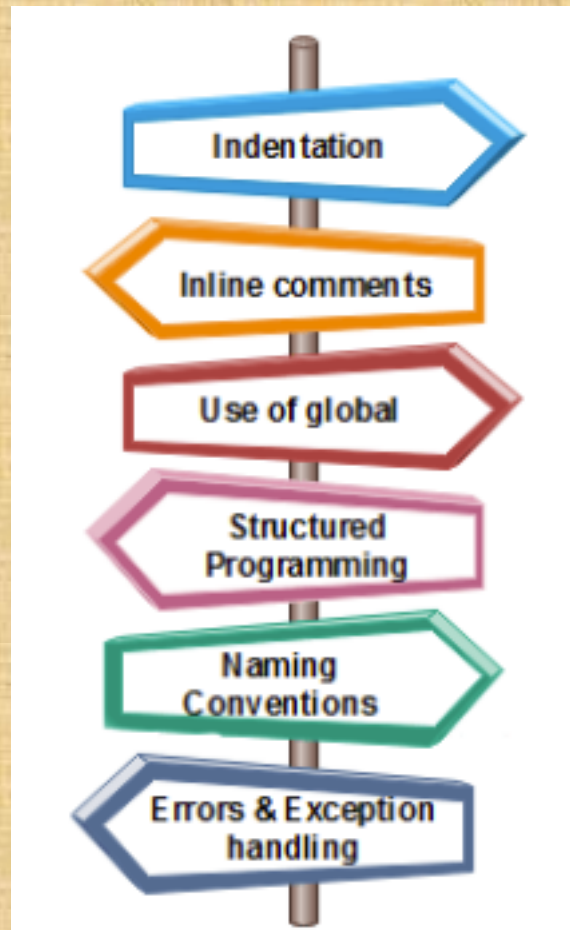 Indentation
Inline comments
Use of global
Structured
Programming
Naming
Conventions
Errors & Exception
handling